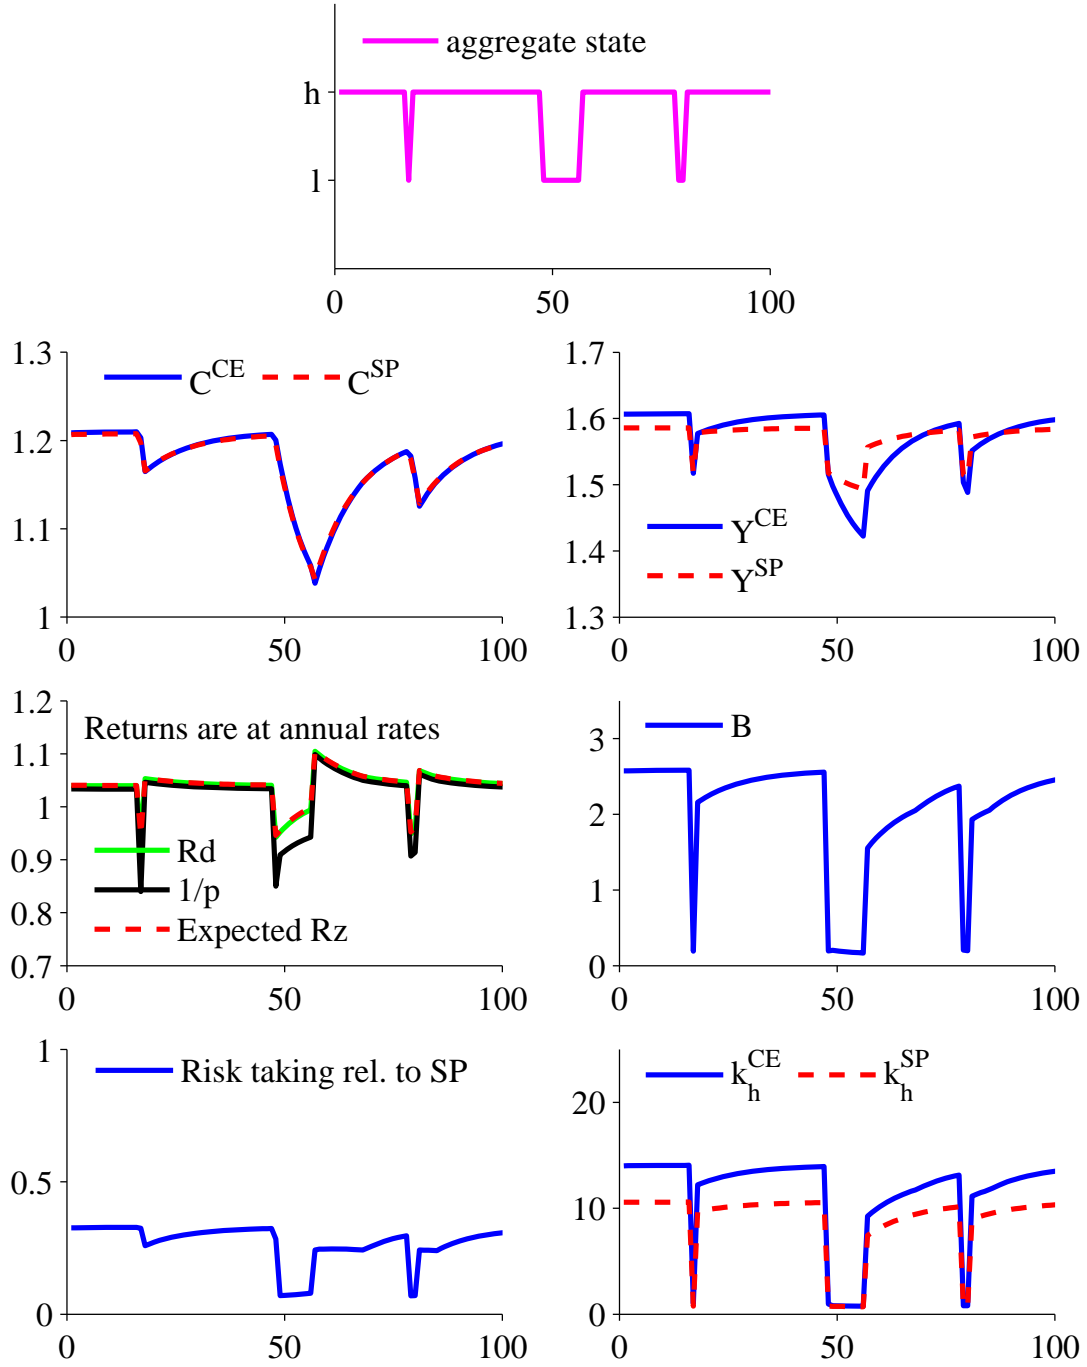 aggregate state
h
l
0 50 100
1.3
C^CE C^SP
1.2
1.1
1
0 50 100
1.7
1.6
1.5
Y^CE
1.4
Y^SP
1.3
0 50 100
1.2
Returns are at annual rates
1.1
1
0.9
Rd
1/p
0.8
Expected Rz
0.7
0 50 100
B
3
2
1
0
0 50 100
1
Risk taking rel. to SP
0.5
0
0 50 100
k_h^CE k_h^SP
20
10
0
0 50 100